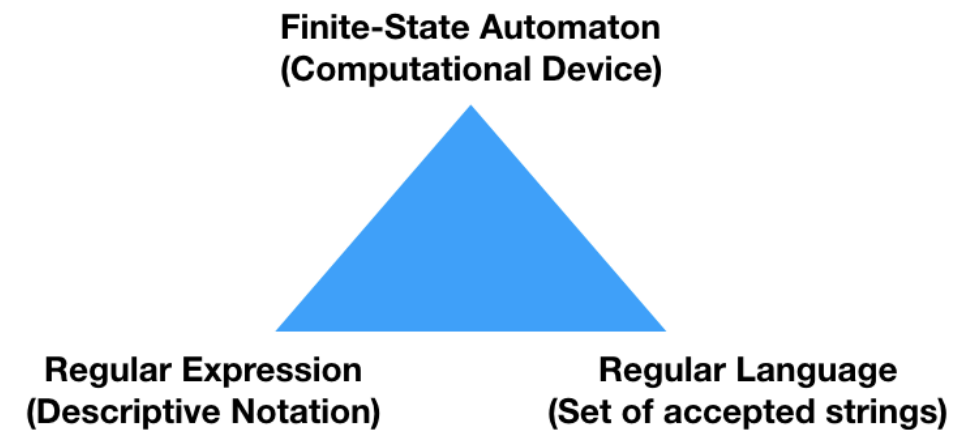 Finite-State Automaton
(Computational Device)
Regular Expression
(Descriptive Notation)
Regular Language
(Set of accepted strings)